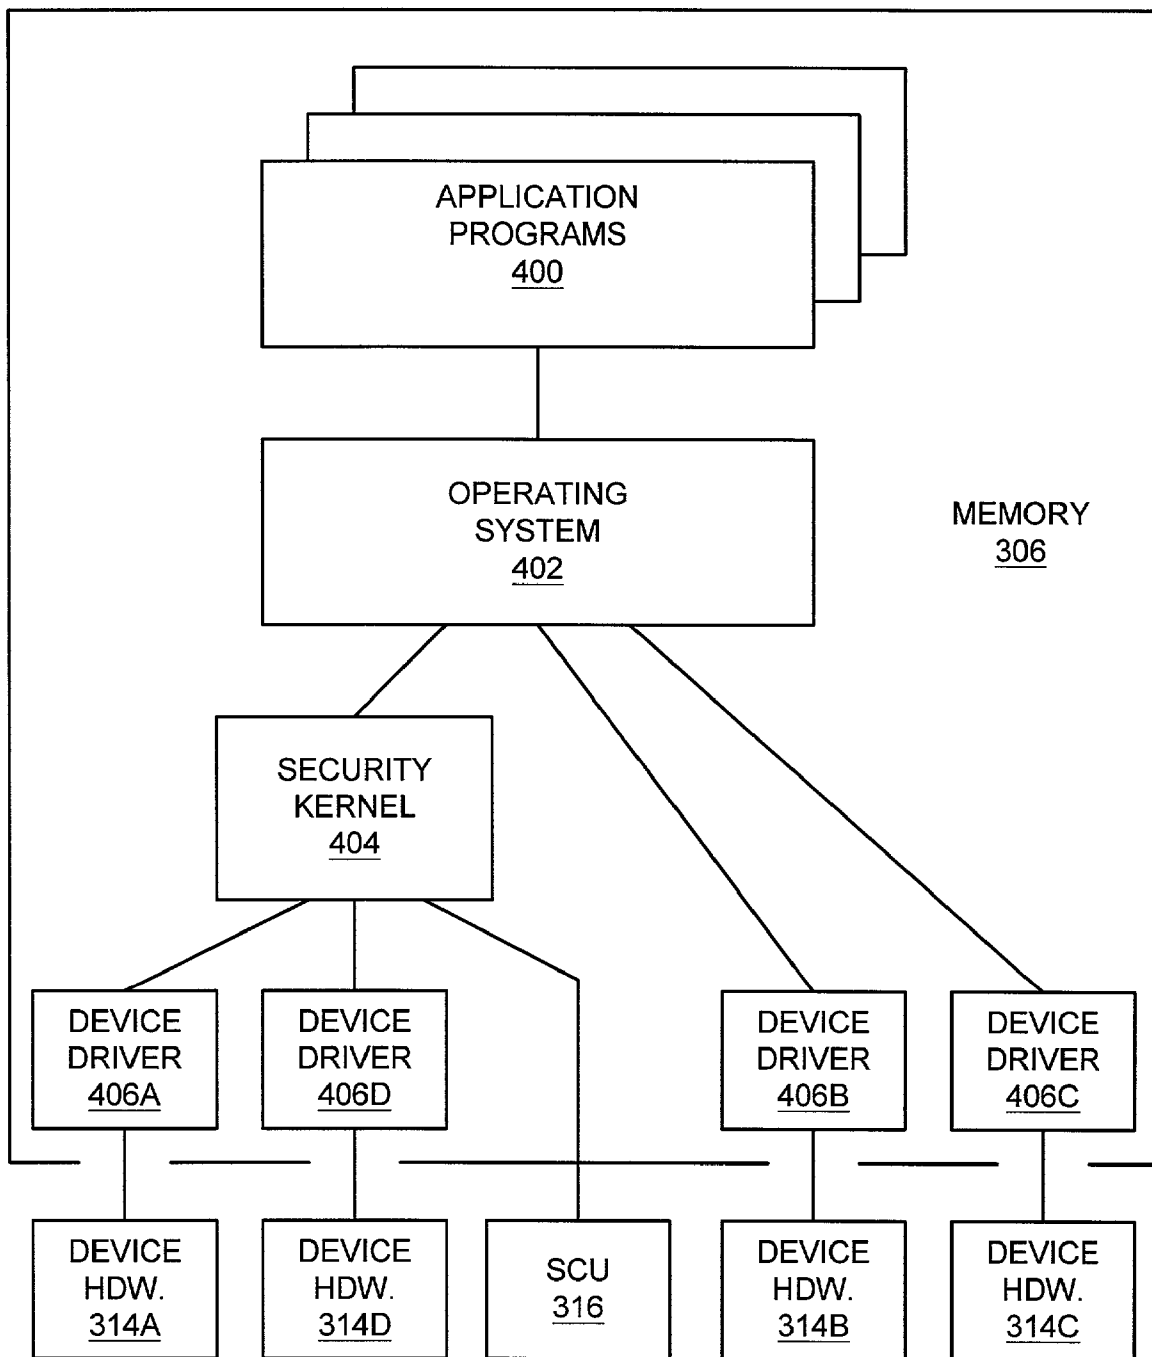 APPLICATION
PROGRAMS
400
OPERATING
SYSTEM
402
MEMORY
306
SECURITY
KERNEL
404
DEVICE
DRIVER
406A
DEVICE
DRIVER
406D
DEVICE
DRIVER
406B
DEVICE
DRIVER
406C
DEVICE
HDW.
314A
DEVICE
HDW.
314D
SCU
316
DEVICE
HDW.
314B
DEVICE
HDW.
314C